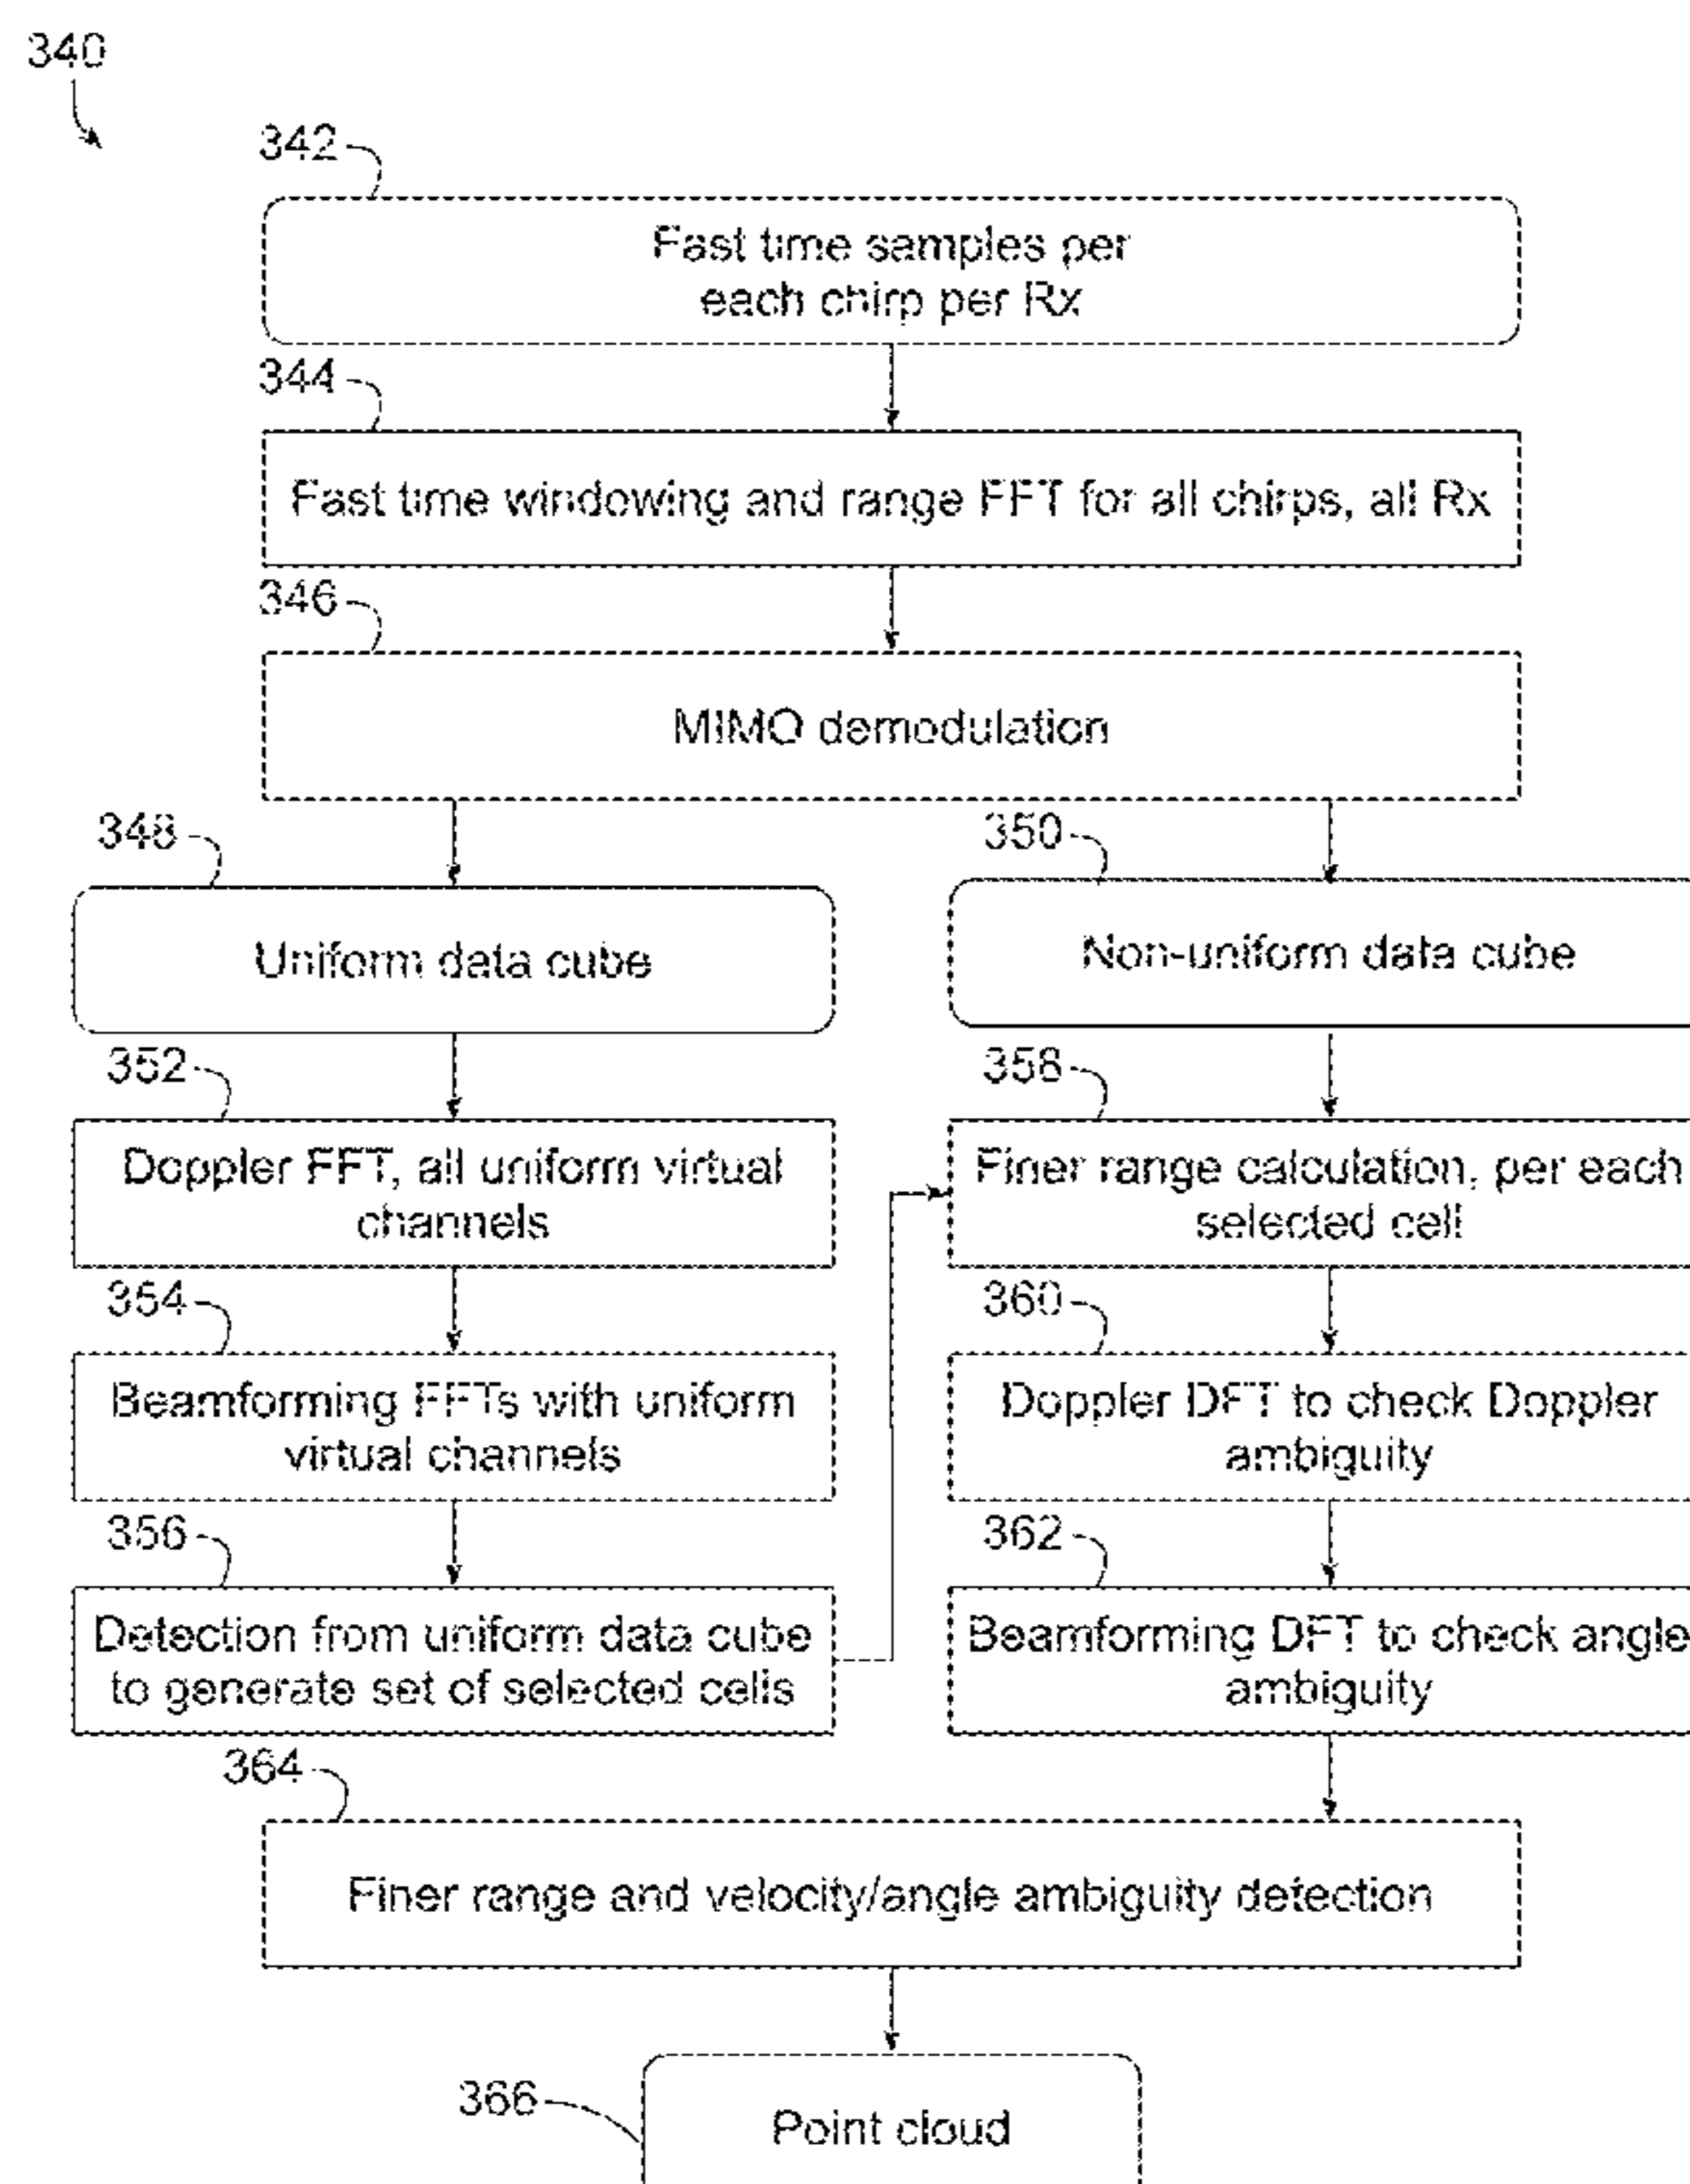 340
342
Fast time samples per
each chirp per Rx
344
Fast time windowing and range FFT for all chirps, all Rx
346
MIMO demodulation
348
350
Uniform data cube
Non-uniform data cube
352
358
Doppler FFT, all uniform virtual
channels
Finer range calculation, per each
selected cell
354
360
Beamforming FFTs with uniform
virtual channels
Doppler DFT to check Doppler
ambiguity
356
362
Detection from uniform data cube
to generate set of selected cells
Beamforming DFT to check angle
ambiguity
364
Finer range and velocity/angle ambiguity detection
366
Point cloud